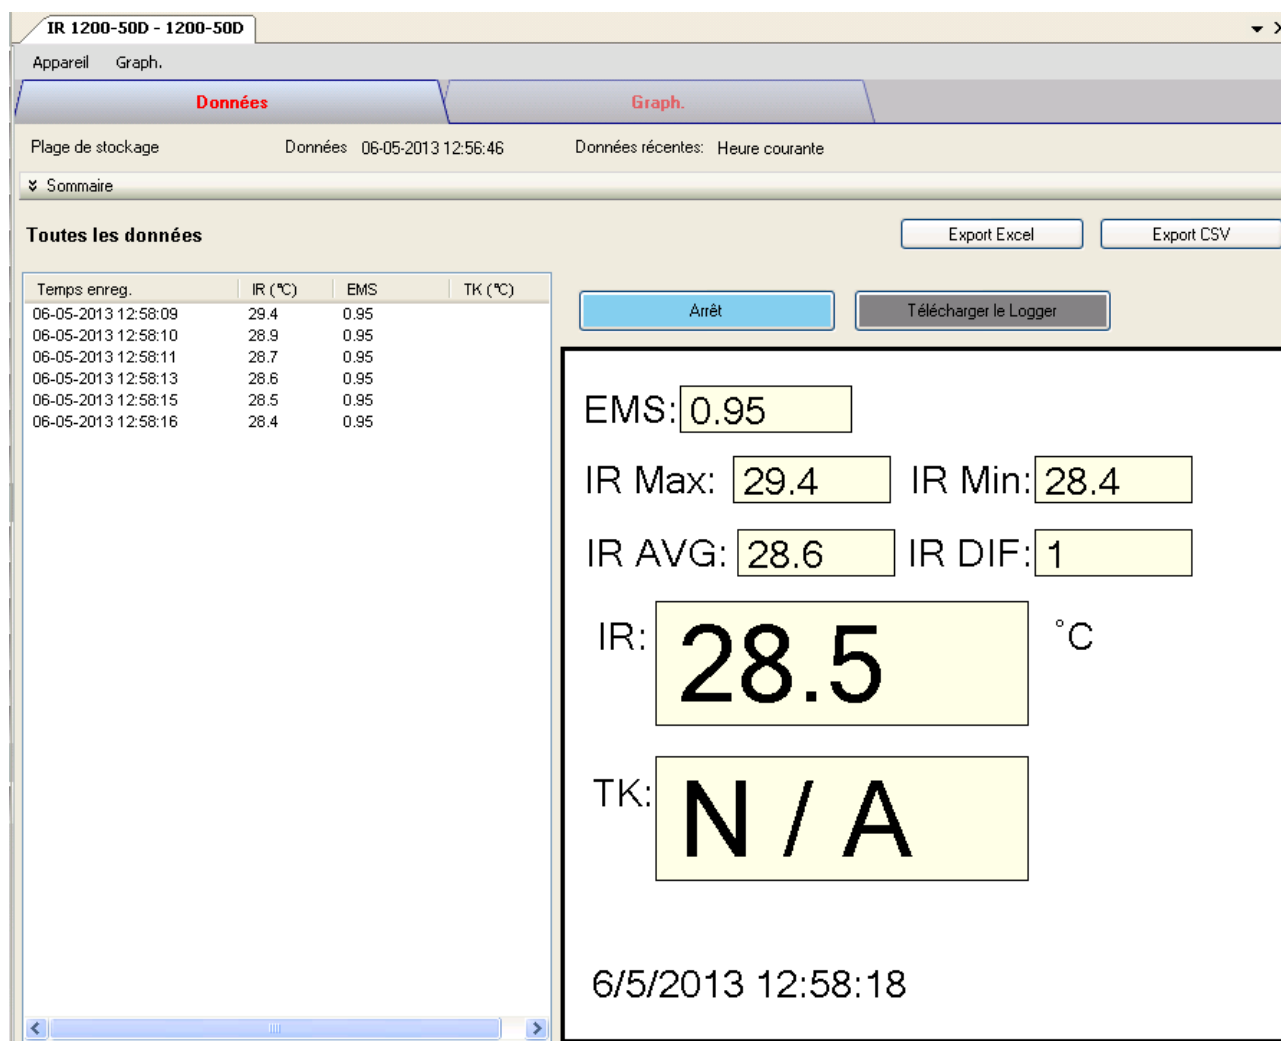 IR 1200-50D - 1200-50D
Appareil Graph.
Données Graph.
Plage de stockage Données 06-05-2013 12:56:46 Données récentes: Heure courante
Sommaire
Toutes les données Export Excel Export CSV
Temps enreg. IR (°C) EMS TK (°C)
06-05-2013 12:58:09 29.4 0.95
06-05-2013 12:58:10 28.9 0.95
06-05-2013 12:58:11 28.7 0.95
06-05-2013 12:58:13 28.6 0.95
06-05-2013 12:58:15 28.5 0.95
06-05-2013 12:58:16 28.4 0.95
Arrêt Télécharger le Logger
EMS: 0.95
IR Max: 29.4 IR Min: 28.4
IR AVG: 28.6 IR DIF: 1
IR: 28.5 °C
TK: N / A
6/5/2013 12:58:18